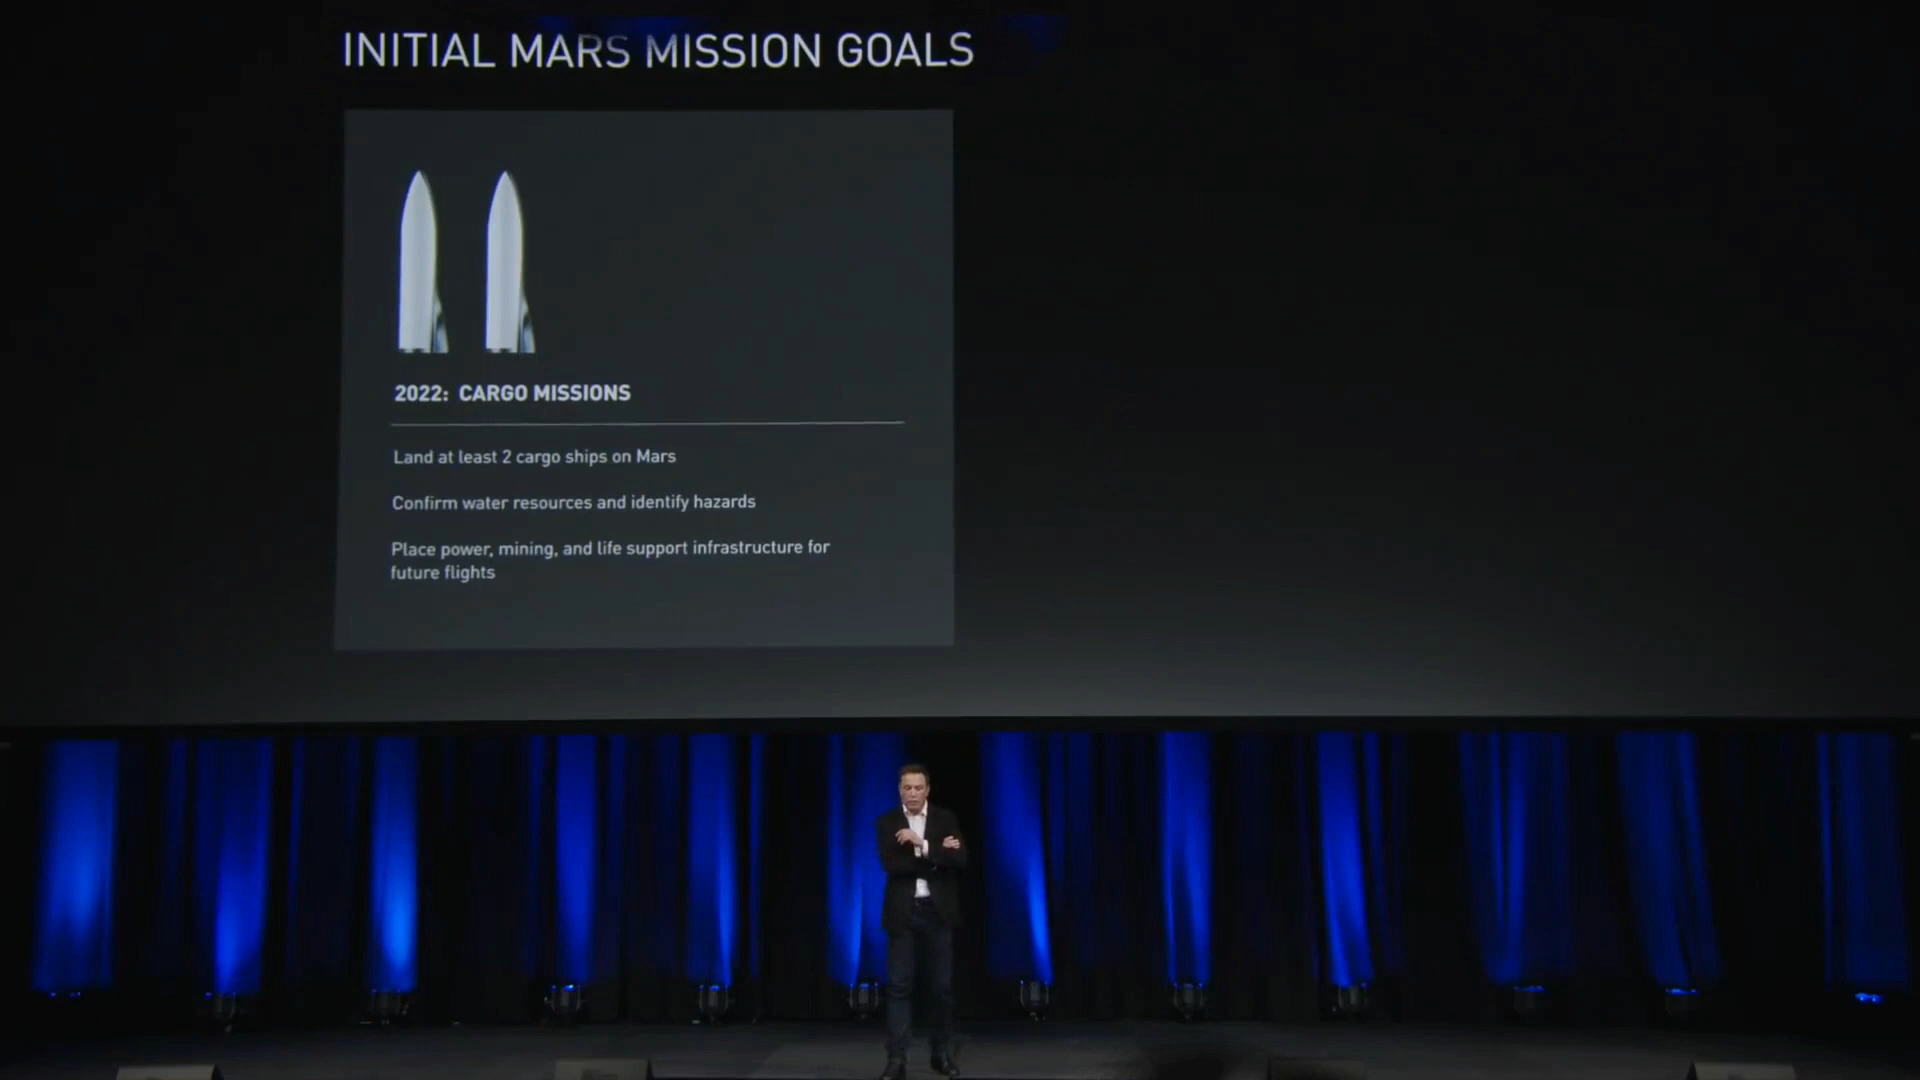 INITIAL MARS MISSION GOALS
2022: CARGO MISSIONS
Land at least 2 cargo ships on Mars
Confirm water resources and identify hazards
Place power, mining, and life support infrastructure for
future flights